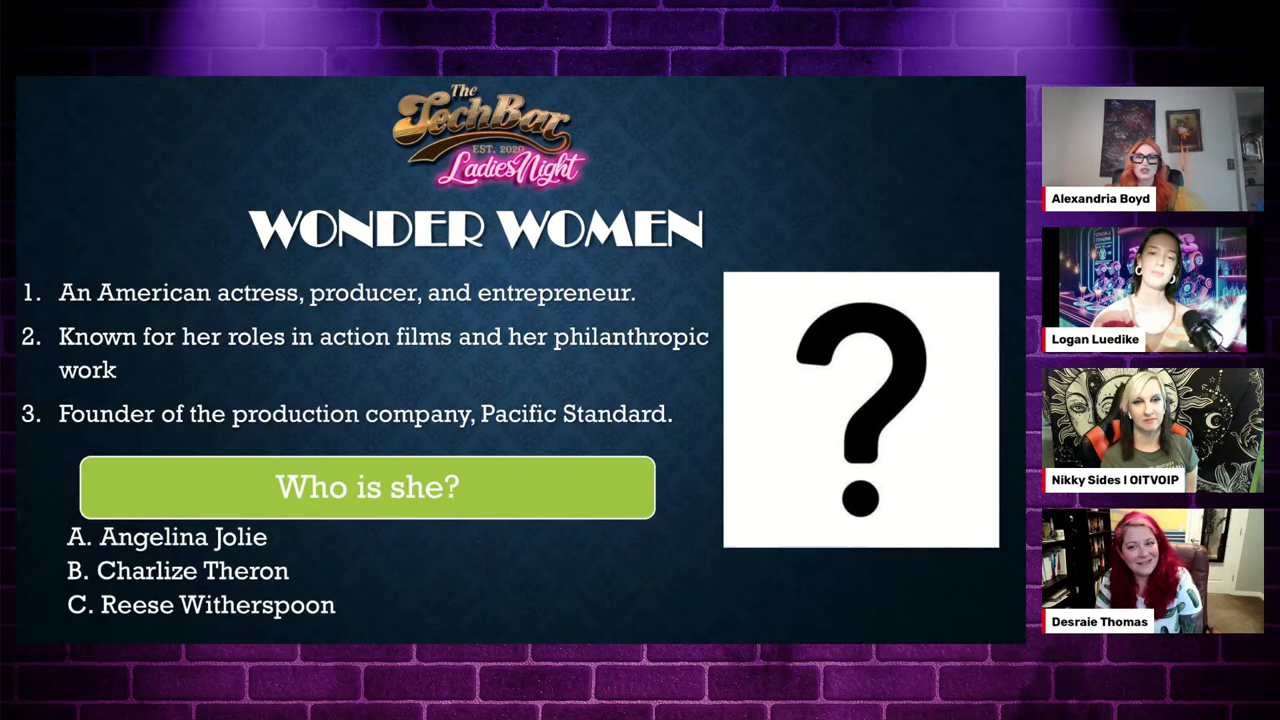 The
TechBar
EST. 2020
Ladies Night
WONDER WOMEN
1. An American actress, producer, and entrepreneur.
2. Known for her roles in action films and her philanthropic
work
3. Founder of the production company, Pacific Standard.
?
Who is she?
A. Angelina Jolie
B. Charlize Theron
C. Reese Witherspoon
Alexandria Boyd
Logan Luedike
Nikky Sides I OITVOIP
Desraie Thomas